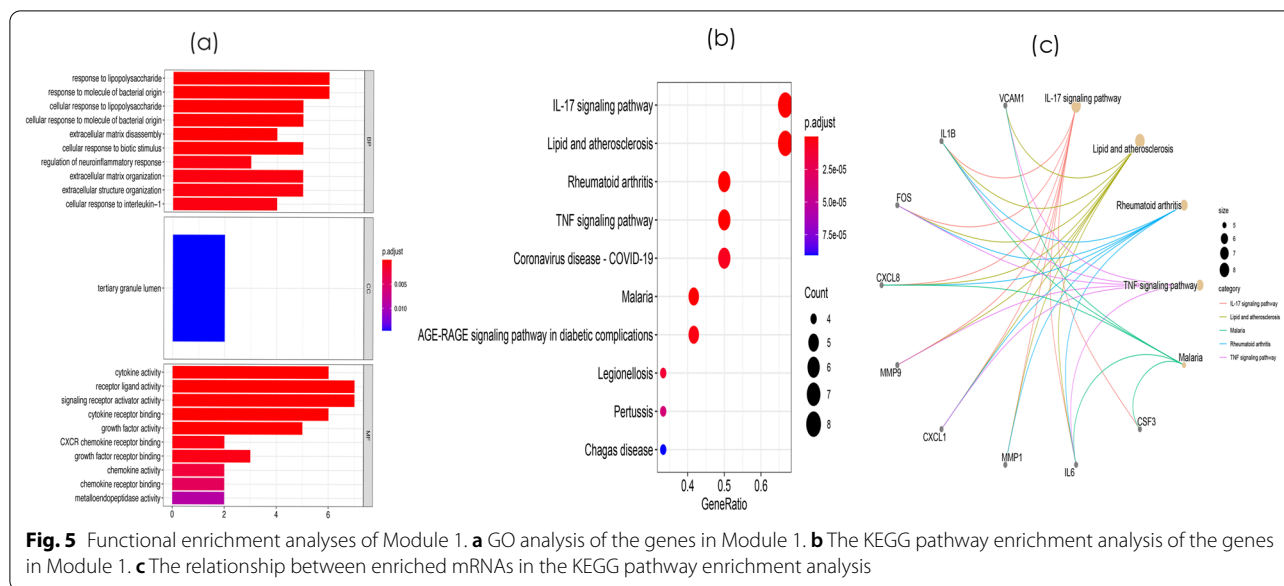 (a)
response to lipopolysaccharide
response to molecule of bacterial origin
cellular response to lipopolysaccharide
cellular response to molecule of bacterial origin
extracellular matrix disassembly
cellular response to biotic stimulus
regulation of neuroinflammatory response
extracellular matrix organization
extracellular structure organization
cellular response to interleukin-1
BP
tertiary granule lumen
CC
cytokine activity
receptor ligand activity
signaling receptor activator activity
cytokine receptor binding
growth factor activity
CXCR chemokine receptor binding
growth factor receptor binding
chemokine activity
chemokine receptor binding
metalloendopeptidase activity
MF
0 2 4 6
p.adjust
0.005
0.010
(b)
IL-17 signaling pathway
Lipid and atherosclerosis
Rheumatoid arthritis
TNF signaling pathway
Coronavirus disease - COVID-19
Malaria
AGE-RAGE signaling pathway in diabetic complications
Legionellosis
Pertussis
Chagas disease
0.4 0.5 0.6
GeneRatio
p.adjust
2.5e-05
5.0e-05
7.5e-05
Count
4
5
6
7
8
(c)
VCAM1
IL-17 signaling pathway
IL1B
Lipid and atherosclerosis
FOS
Rheumatoid arthritis
CXCL8
TNF signaling pathway
MMP9
Malaria
CXCL1
CSF3
MMP1
IL6
size
5
6
7
8
category
IL-17 signaling pathway
Lipid and atherosclerosis
Malaria
Rheumatoid arthritis
TNF signaling pathway
Fig. 5 Functional enrichment analyses of Module 1. a GO analysis of the genes in Module 1. b The KEGG pathway enrichment analysis of the genes
in Module 1. c The relationship between enriched mRNAs in the KEGG pathway enrichment analysis